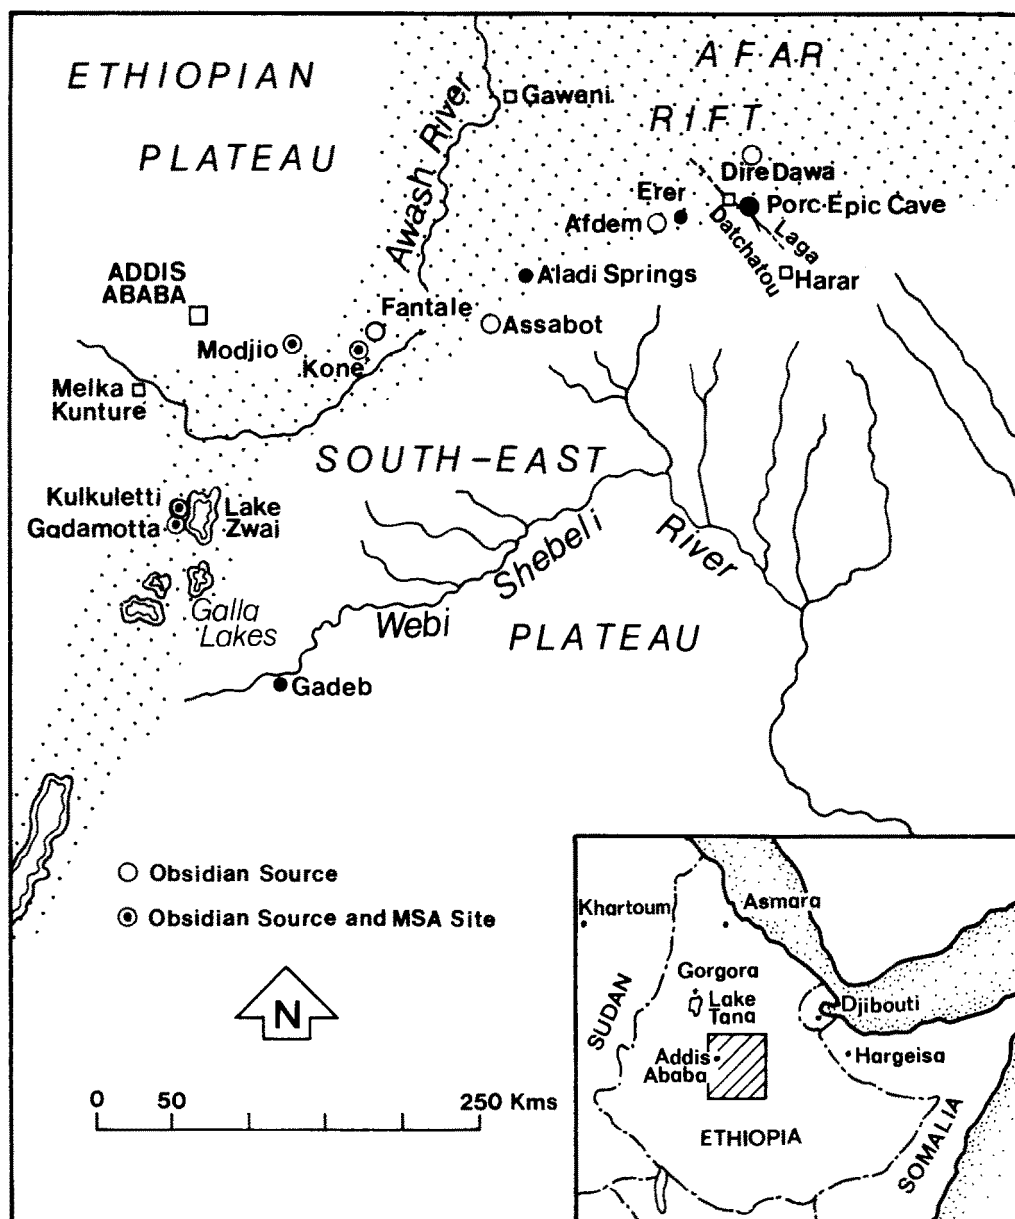 ETHIOPIAN
PLATEAU
AFAR
RIFT
Awash River
Gawani
Dire Dawa
Erer
Porc-Epic Cave
Afdem
Datchatou
Laga
Harar
Aladi Springs
ADDIS
ABABA
Fantale
Assabot
Modjio
Kone'
Melka
Kunture
SOUTH-EAST
Kulkuletti
Gadamotta
Lake
Zwai
Webi Shebeli River
Galla
Lakes
PLATEAU
Gadeb
Obsidian Source
Obsidian Source and MSA Site
N
0 50 250 Kms
Khartoum
Asmara
Gorgora
Lake
Tana
Djibouti
SUDAN
Addis
Ababa
Hargeisa
ETHIOPIA
SOMALIA